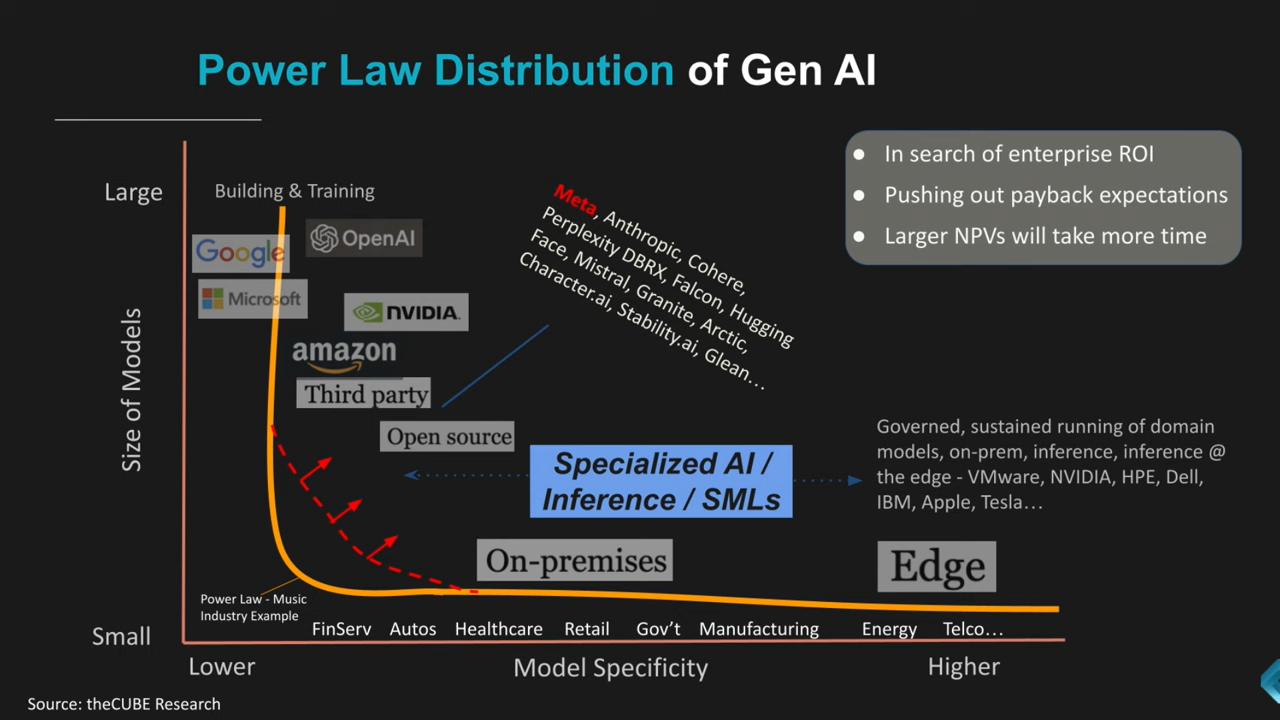 Power Law Distribution of Gen AI
● In search of enterprise ROI
● Pushing out payback expectations
● Larger NPVs will take more time
Large
Building & Training
Google
OpenAI
Microsoft
NVIDIA.
amazon
Third party
Open source
Meta, Anthropic, Cohere,
Perplexity DBRX, Falcon, Hugging
Face, Mistral, Granite, Arctic,
Character.ai, Stability.ai, Glean...
Size of Models
Specialized AI /
Inference / SMLs
Governed, sustained running of domain
models, on-prem, inference, inference @
the edge - VMware, NVIDIA, HPE, Dell,
IBM, Apple, Tesla...
On-premises
Edge
Power Law - Music
Industry Example
Small
FinServ Autos Healthcare Retail Gov't Manufacturing Energy Telco...
Lower
Model Specificity
Higher
Source: theCUBE Research